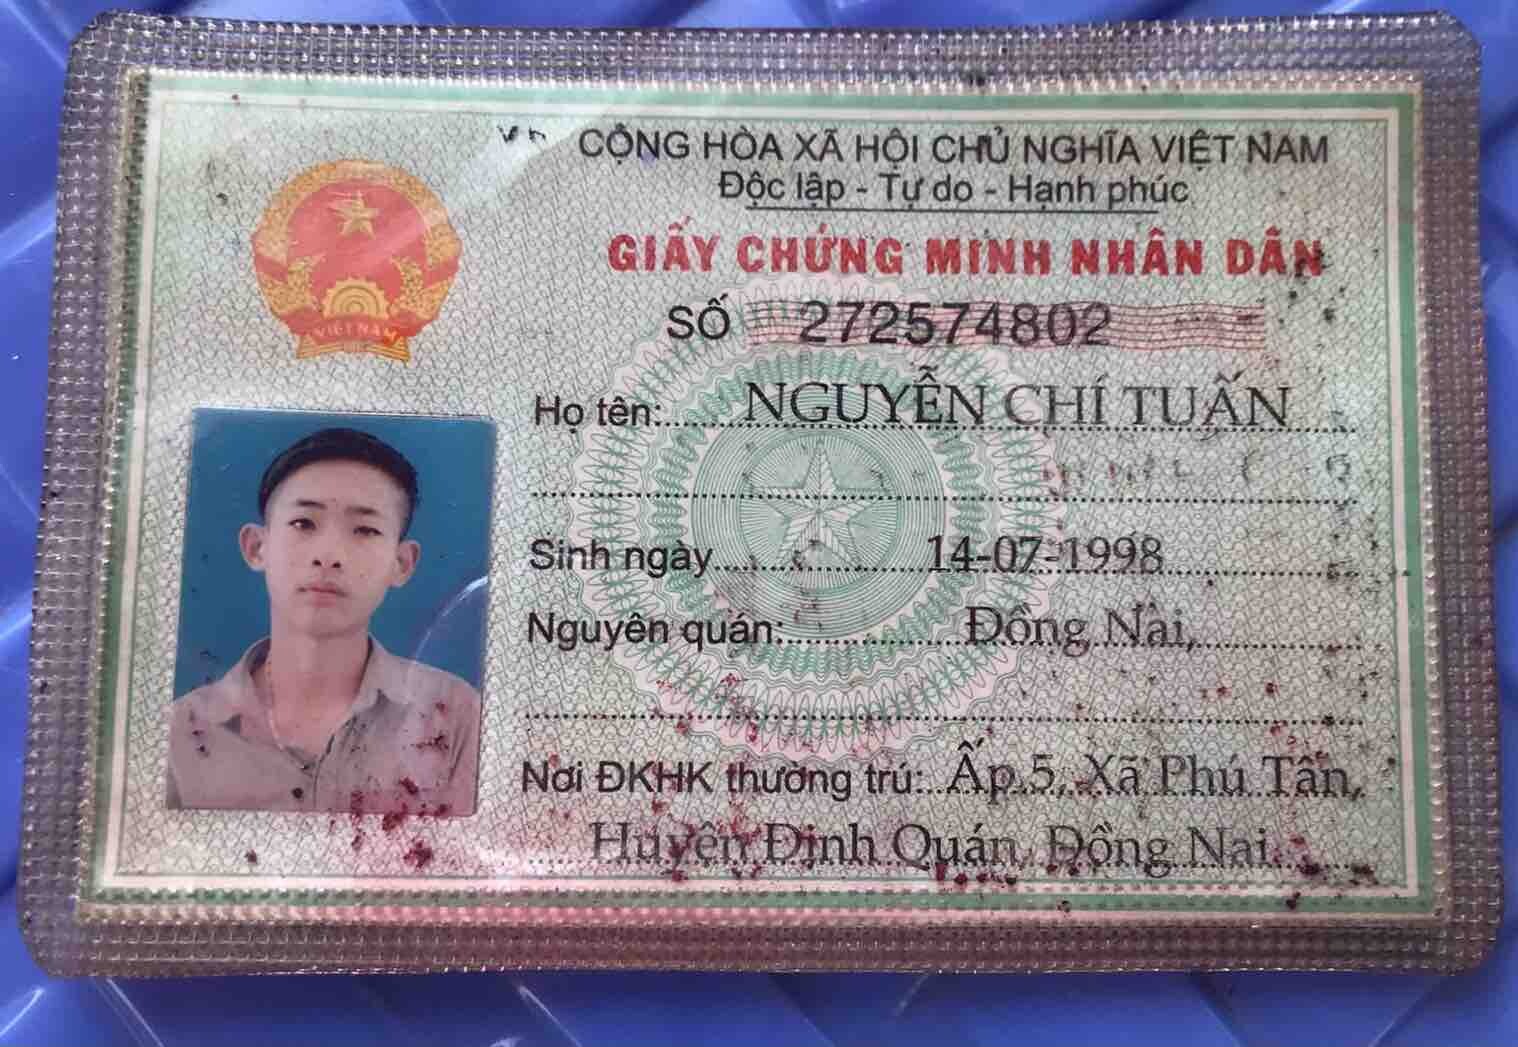 CỘNG HÒA XÃ HỘI CHỦ NGHĨA VIỆT NAM
Độc lập - Tự do - Hạnh phúc
GIẤY CHỨNG MINH NHÂN DÂN
VIỆT NAM
SỐ 272574802
Họ tên: NGUYỄN CHÍ TUẤN
Sinh ngày 14-07-1998
Nguyên quán: Đồng Nai,
Nơi ĐKHK thường trú: Ấp 5, Xã Phú Tân,
Huyện Định Quán, Đồng Nai